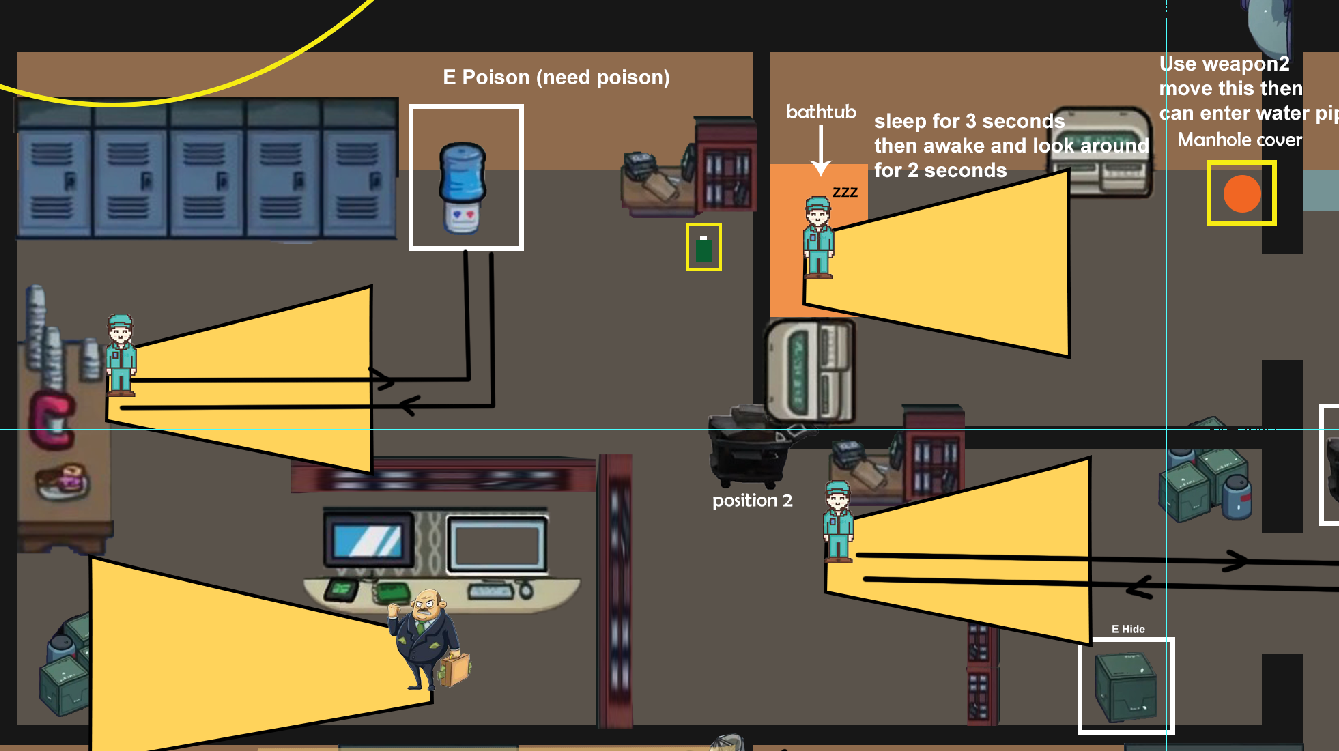 E Poison (need poison)
bathtub
sleep for 3 seconds
then awake and look around
for 2 seconds
zzz
Use weapon2
move this then
can enter water pip
Manhole cover
position 2
E Hide